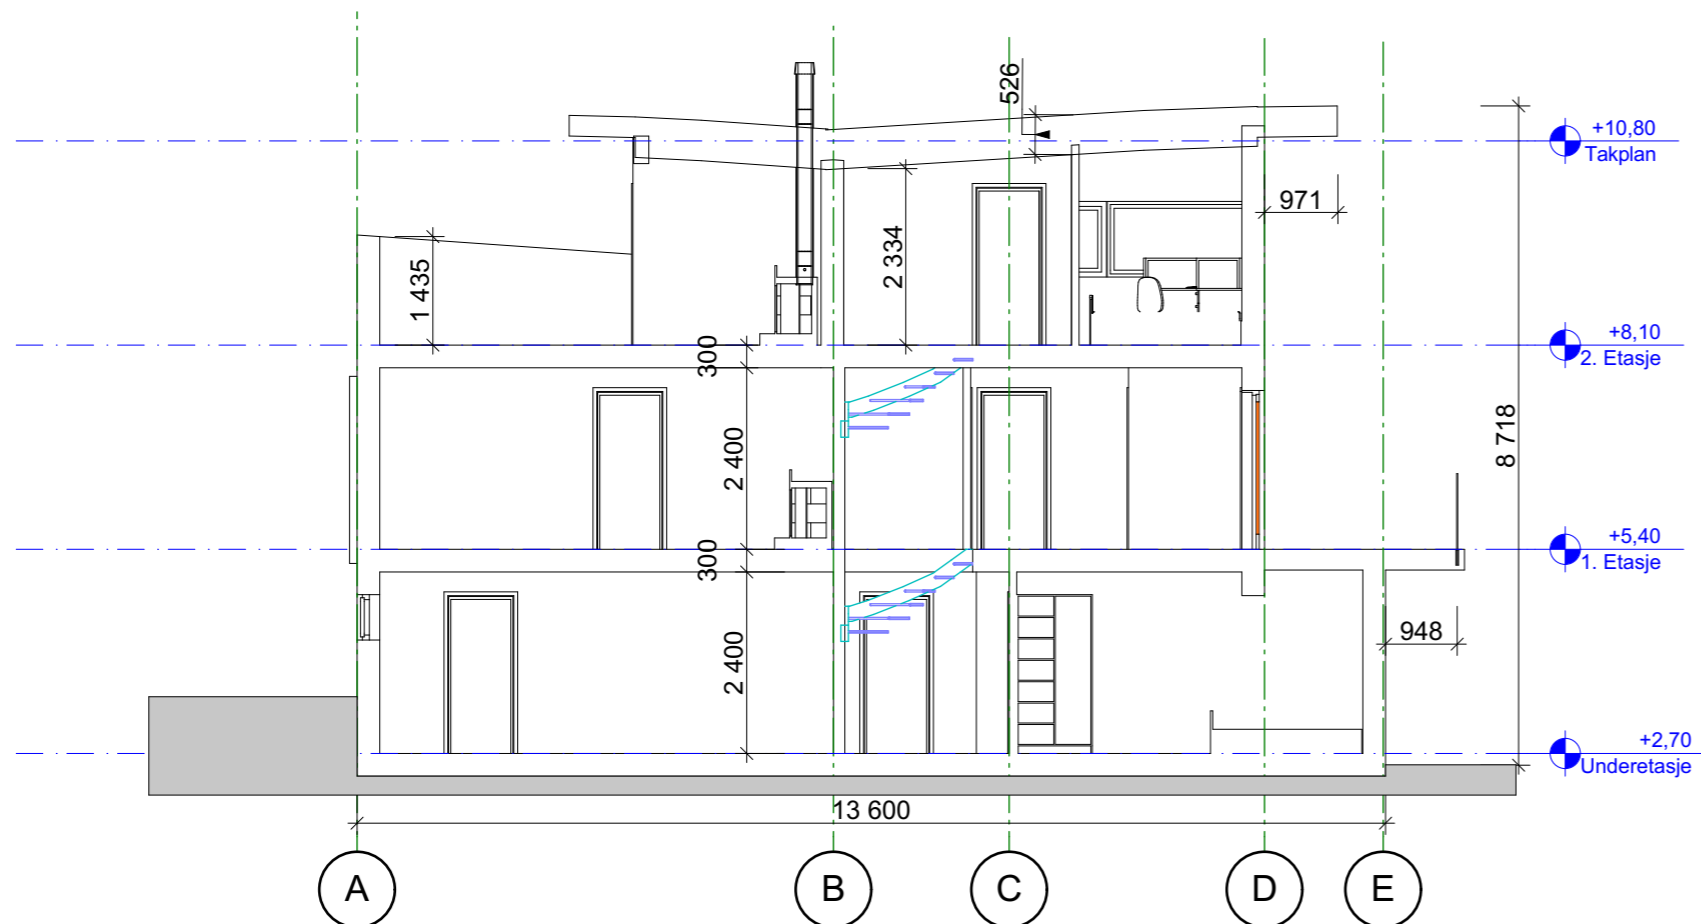 526
+10,80
Takplan
971
2 334
1 435
+8,10
2. Etasje
300
8 718
2 400
+5,40
1. Etasje
300
948
2 400
+2,70
Underetasje
13 600
A
B
C
D
E